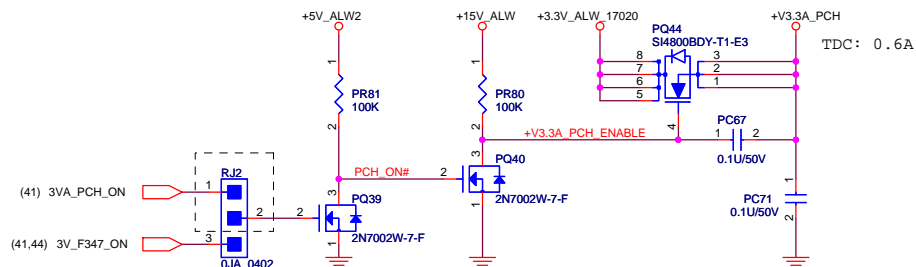 +5V_ALW2
+15V_ALW
+3.3V_ALW_17020
+V3.3A_PCH
PQ44
SI4800BDY-T1-E3
TDC: 0.6A
8
7
6
5
3
2
1
4
1
PR81
100K
2
1
PR80
100K
2
+V3.3A_PCH_ENABLE
PC67
1
2
0.1U/50V
PCH_ON#
2
3
PQ40
2N7002W-7-F
1
RJ2
(41) 3VA_PCH_ON
1
2
2
3
PQ39
2N7002W-7-F
1
(41,44) 3V_F347_ON
3
0JA_0402
1
PC71
0.1U/50V
2